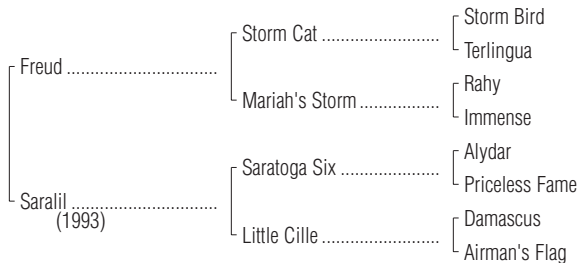 Storm Bird
Storm Cat ........................
Terlingua
Freud ................................
Rahy
Mariah's Storm .................
Immense
Alydar
Saratoga Six .....................
Priceless Fame
Saralil ...............................
(1993)
Damascus
Little Cille .........................
Airman's Flag